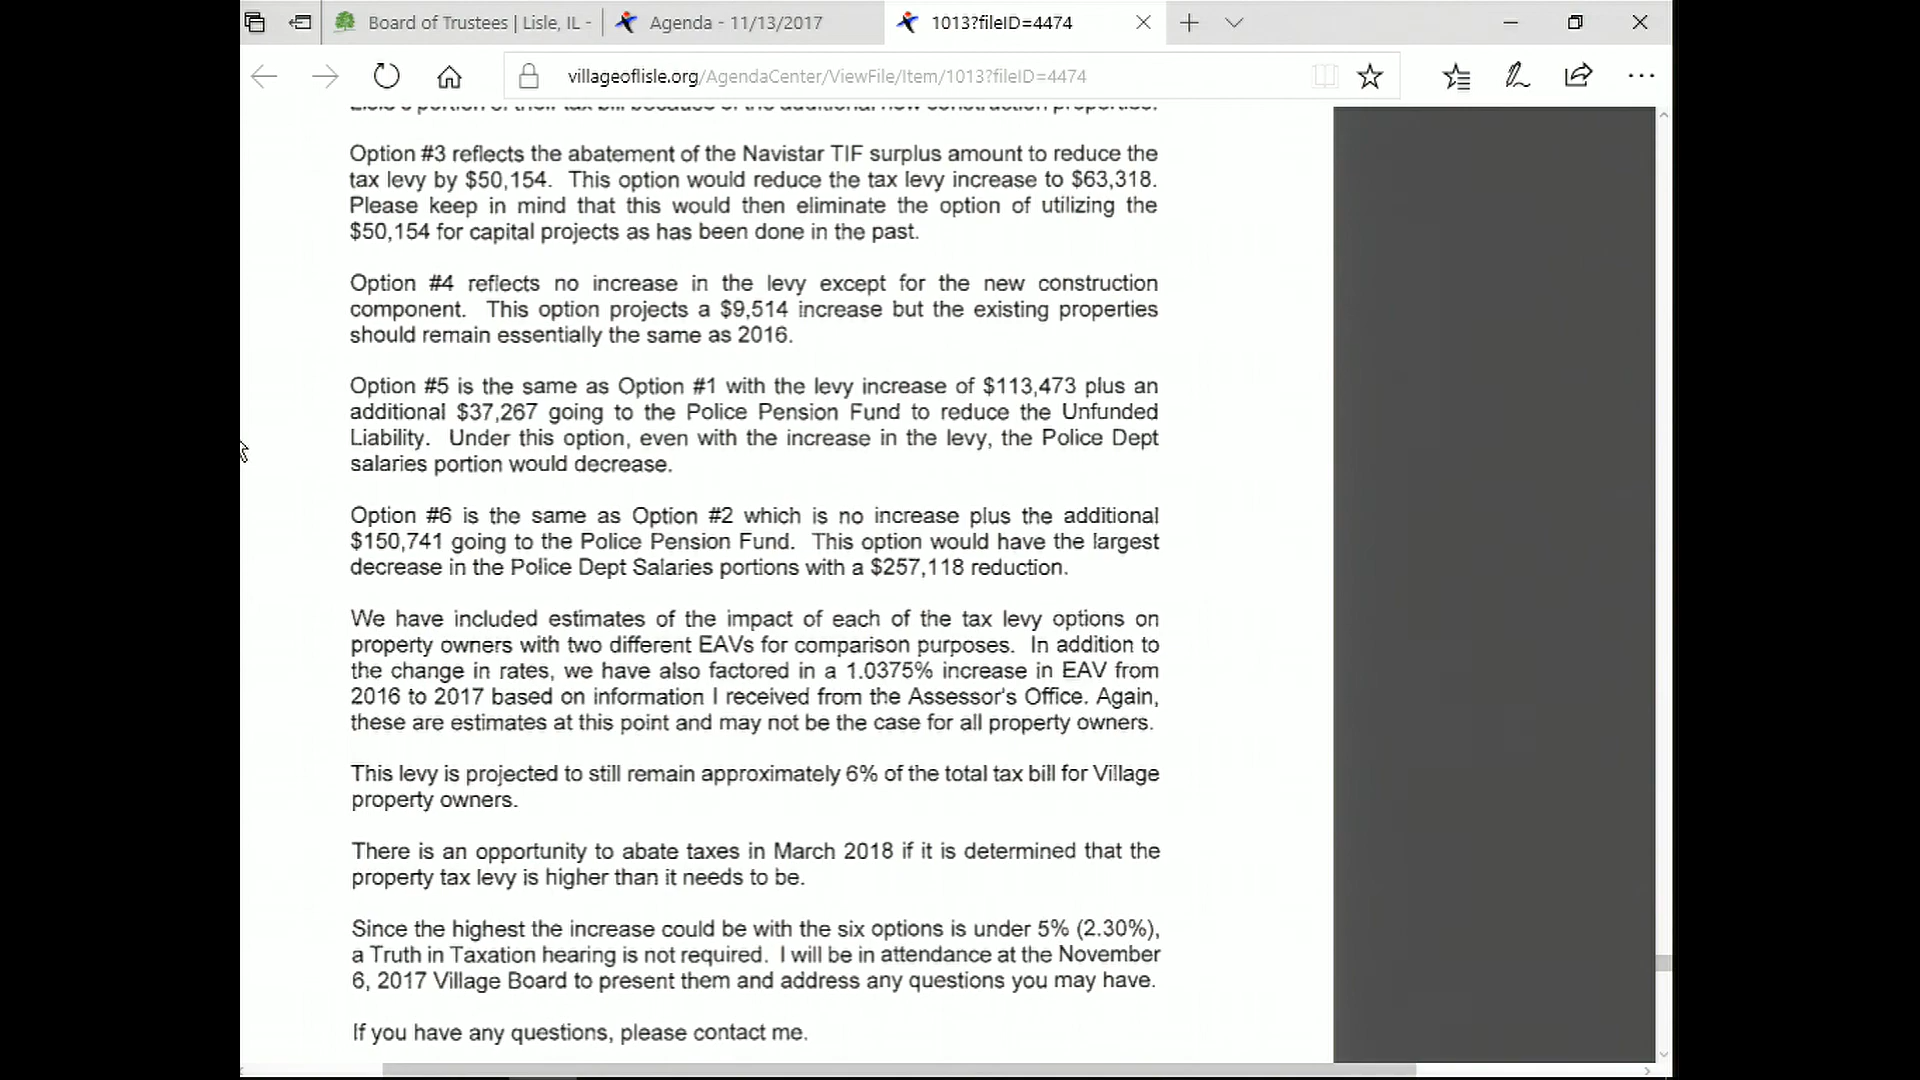 Board of Trustees | Lisle, IL -
Agenda - 11/13/2017
1013?fileID=4474
villageoflisle.org/AgendaCenter/ViewFile/Item/1013?fileID=4474
Lisle's portion of their tax bill because of the additional new construction properties.
Option #3 reflects the abatement of the Navistar TIF surplus amount to reduce the
tax levy by $50,154. This option would reduce the tax levy increase to $63,318.
Please keep in mind that this would then eliminate the option of utilizing the
$50,154 for capital projects as has been done in the past.
Option #4 reflects no increase in the levy except for the new construction
component. This option projects a $9,514 increase but the existing properties
should remain essentially the same as 2016.
Option #5 is the same as Option #1 with the levy increase of $113,473 plus an
additional $37,267 going to the Police Pension Fund to reduce the Unfunded
Liability. Under this option, even with the increase in the levy, the Police Dept
salaries portion would decrease.
Option #6 is the same as Option #2 which is no increase plus the additional
$150,741 going to the Police Pension Fund. This option would have the largest
decrease in the Police Dept Salaries portions with a $257,118 reduction.
We have included estimates of the impact of each of the tax levy options on
property owners with two different EAVs for comparison purposes. In addition to
the change in rates, we have also factored in a 1.0375% increase in EAV from
2016 to 2017 based on information I received from the Assessor's Office. Again,
these are estimates at this point and may not be the case for all property owners.
This levy is projected to still remain approximately 6% of the total tax bill for Village
property owners.
There is an opportunity to abate taxes in March 2018 if it is determined that the
property tax levy is higher than it needs to be.
Since the highest the increase could be with the six options is under 5% (2.30%),
a Truth in Taxation hearing is not required. I will be in attendance at the November
6, 2017 Village Board to present them and address any questions you may have.
If you have any questions, please contact me.